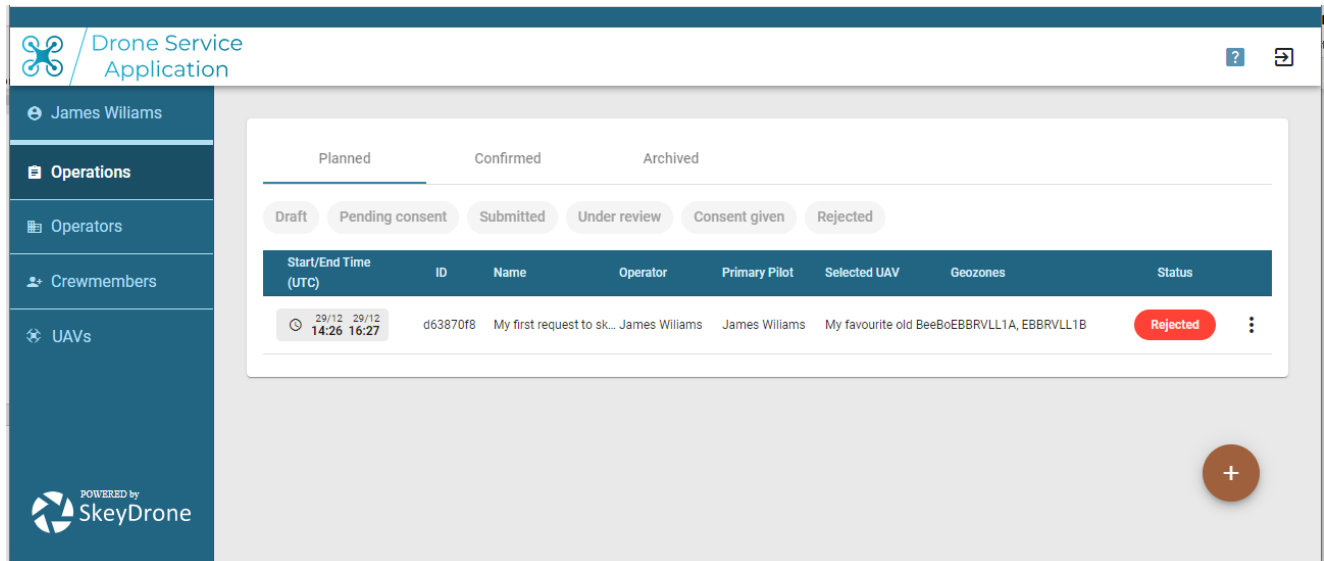 Drone Service
Application
?
James Wiliams
Operations
Operators
Crewmembers
UAVs
POWERED by
SkeyDrone
Planned Confirmed Archived
Draft Pending consent Submitted Under review Consent given Rejected
Start/End Time
(UTC) ID Name Operator Primary Pilot Selected UAV Geozones Status
29/12 29/12
14:26 16:27 d63870f8 My first request to sk... James Wiliams James Wiliams My favourite old BeeBoEBBRVLL1A, EBBRVLL1B Rejected
+